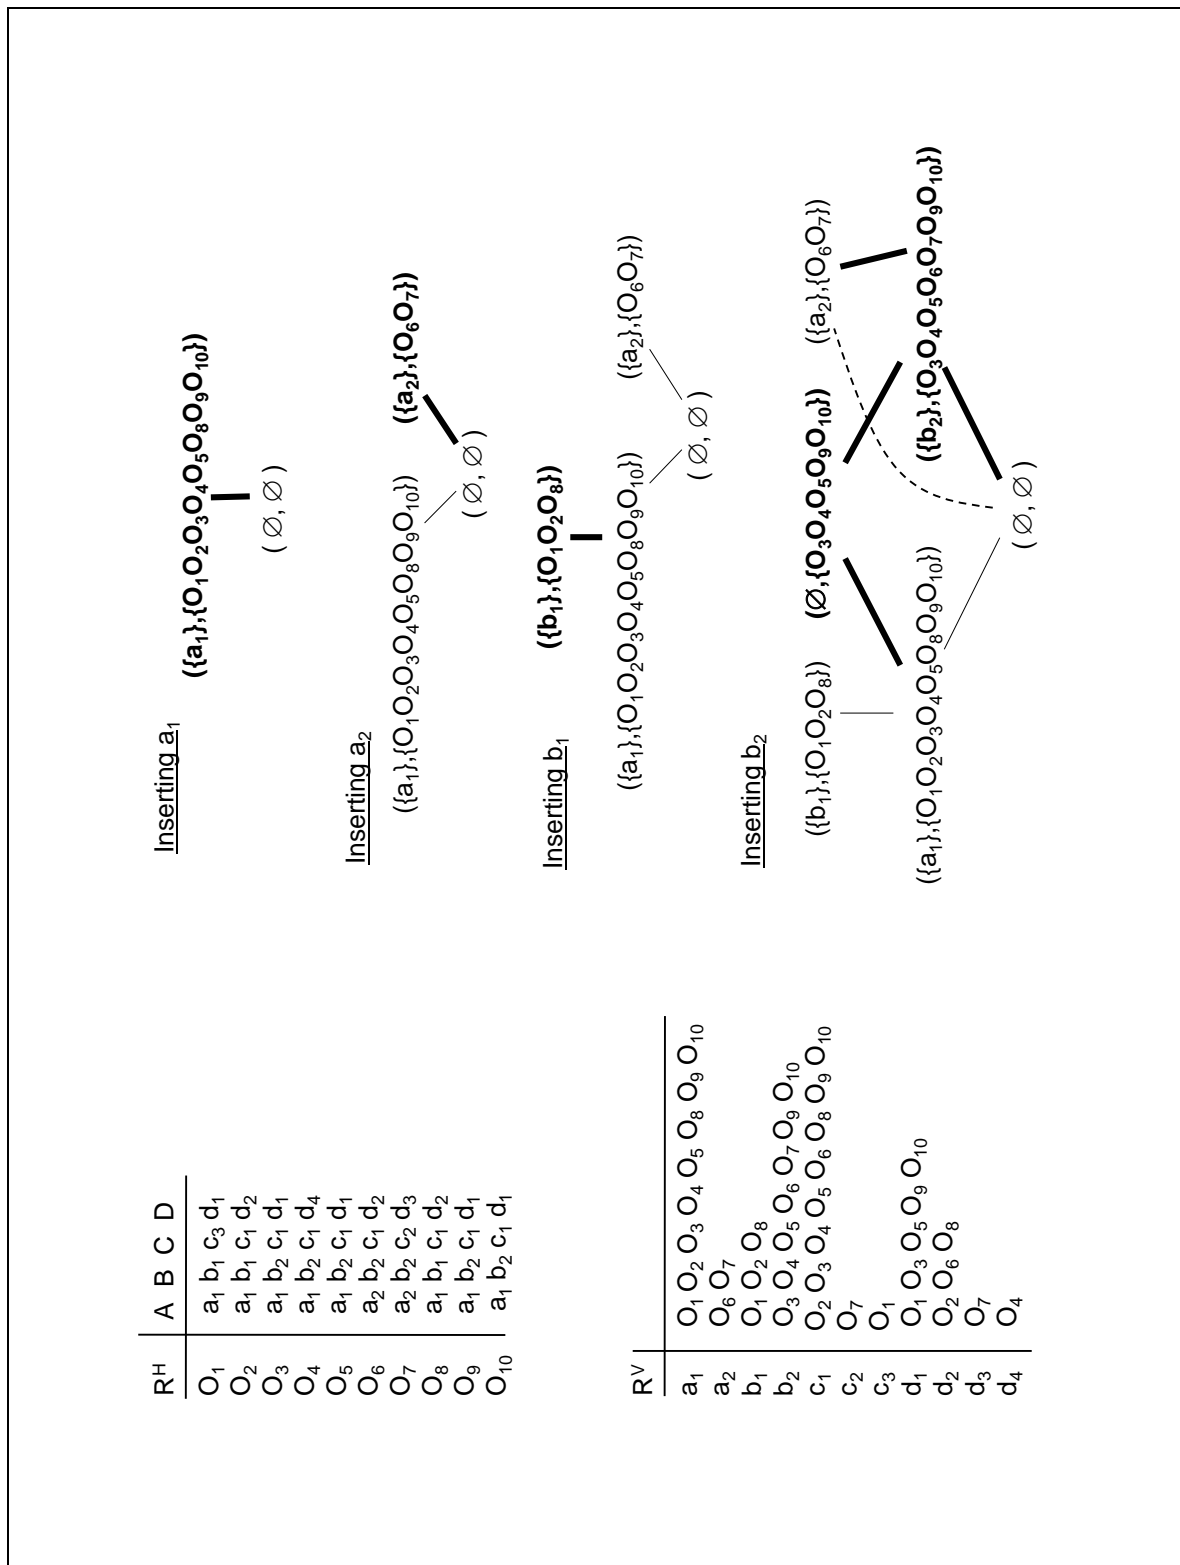 R^H A B C D
O₁ a₁ b₁ c₃ d₁
O₂ a₁ b₁ c₁ d₂
O₃ a₁ b₂ c₁ d₁
O₄ a₁ b₂ c₁ d₄
O₅ a₁ b₂ c₁ d₁
O₆ a₂ b₂ c₁ d₂
O₇ a₂ b₂ c₂ d₃
O₈ a₁ b₁ c₁ d₂
O₉ a₁ b₂ c₁ d₁
O₁₀ a₁ b₂ c₁ d₁
R^V
a₁ O₁ O₂ O₃ O₄ O₅ O₈ O₉ O₁₀
a₂ O₆ O₇
b₁ O₁ O₂ O₈
b₂ O₃ O₄ O₅ O₆ O₇ O₉ O₁₀
c₁ O₂ O₃ O₄ O₅ O₆ O₈ O₉ O₁₀
c₂ O₇
c₃ O₁
d₁ O₁ O₃ O₅ O₉ O₁₀
d₂ O₂ O₆ O₈
d₃ O₇
d₄ O₄
Inserting a₁
({a₁},{O₁O₂O₃O₄O₅O₈O₉O₁₀})
( ∅, ∅)
Inserting a₂
({a₁},{O₁O₂O₃O₄O₅O₈O₉O₁₀}) ({a₂},{O₆O₇})
( ∅, ∅ )
Inserting b₁
({b₁},{O₁O₂O₈})
({a₁},{O₁O₂O₃O₄O₅O₈O₉O₁₀}) ({a₂},{O₆O₇})
( ∅, ∅ )
Inserting b₂
({b₁},{O₁O₂O₈}) (∅,{O₃O₄O₅O₉O₁₀}) ({a₂},{O₆O₇})
({a₁},{O₁O₂O₃O₄O₅O₈O₉O₁₀}) ({b₂},{O₃O₄O₅O₆O₇O₉O₁₀})
( ∅, ∅ )